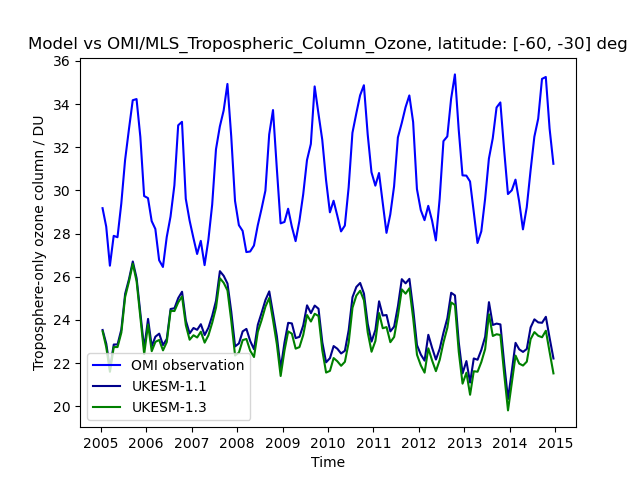 Model vs OMI/MLS_Tropospheric_Column_Ozone, latitude: [-60, -30] deg
Troposphere-only ozone column / DU
36
34
32
30
28
26
24
22
20
OMI observation
UKESM-1.1
UKESM-1.3
2005 2006 2007 2008 2009 2010 2011 2012 2013 2014 2015
Time